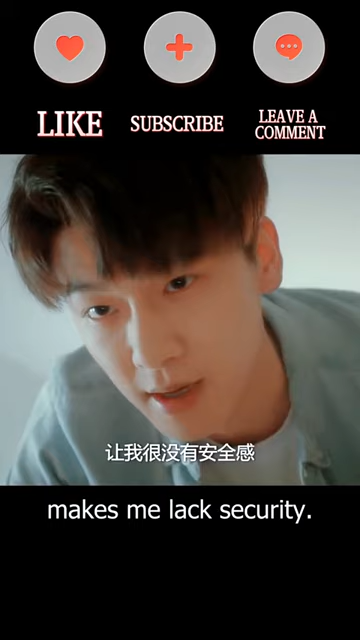 LIKE
SUBSCRIBE
LEAVE A
COMMENT
让我很没有安全感
makes me lack security.